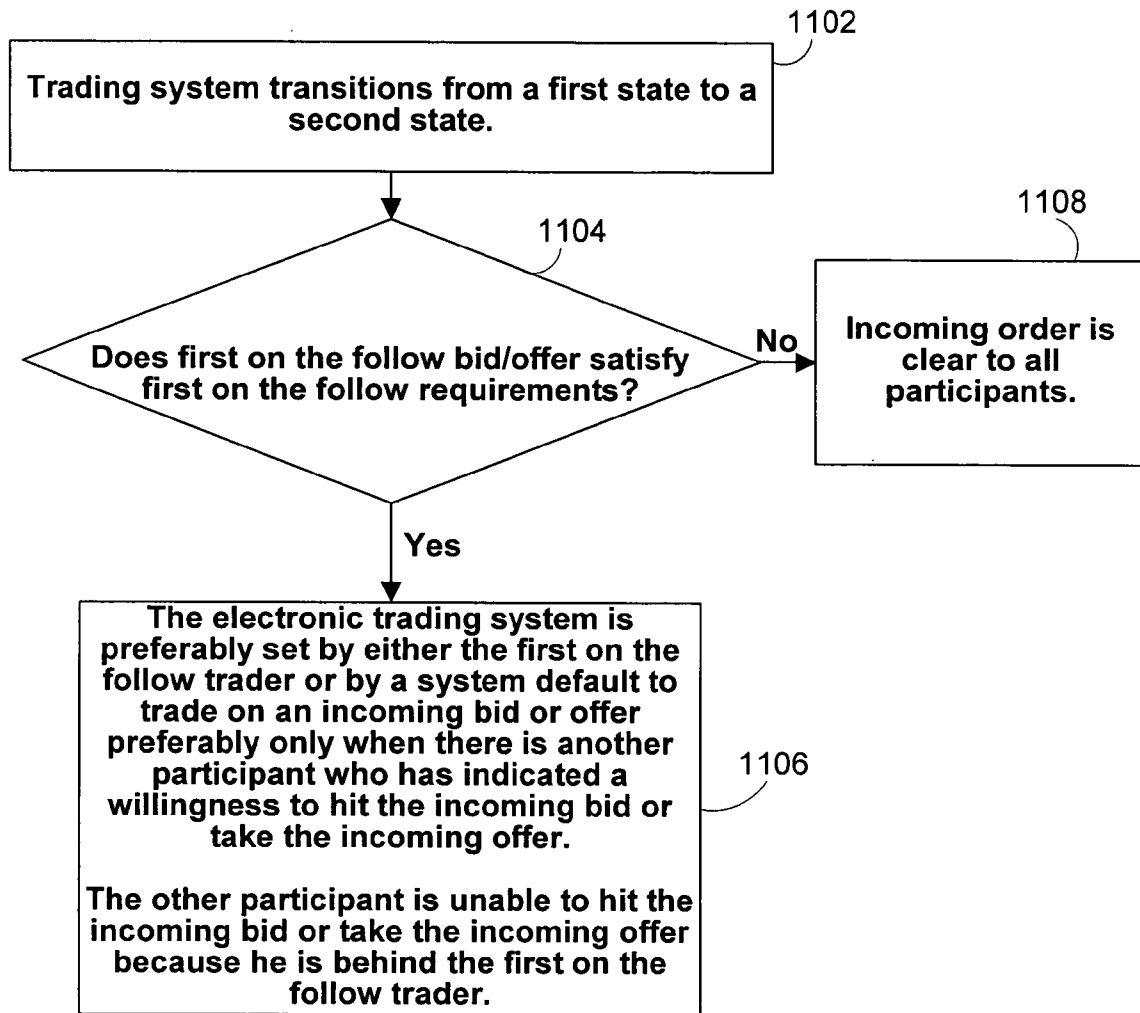 1102
Trading system transitions from a first state to a
second state.
1104
Does first on the follow bid/offer satisfy
first on the follow requirements?
No
1108
Incoming order is
clear to all
participants.
Yes
The electronic trading system is
preferably set by either the first on the
follow trader or by a system default to
trade on an incoming bid or offer
preferably only when there is another
participant who has indicated a
willingness to hit the incoming bid or
take the incoming offer.
The other participant is unable to hit the
incoming bid or take the incoming offer
because he is behind the first on the
follow trader.
1106